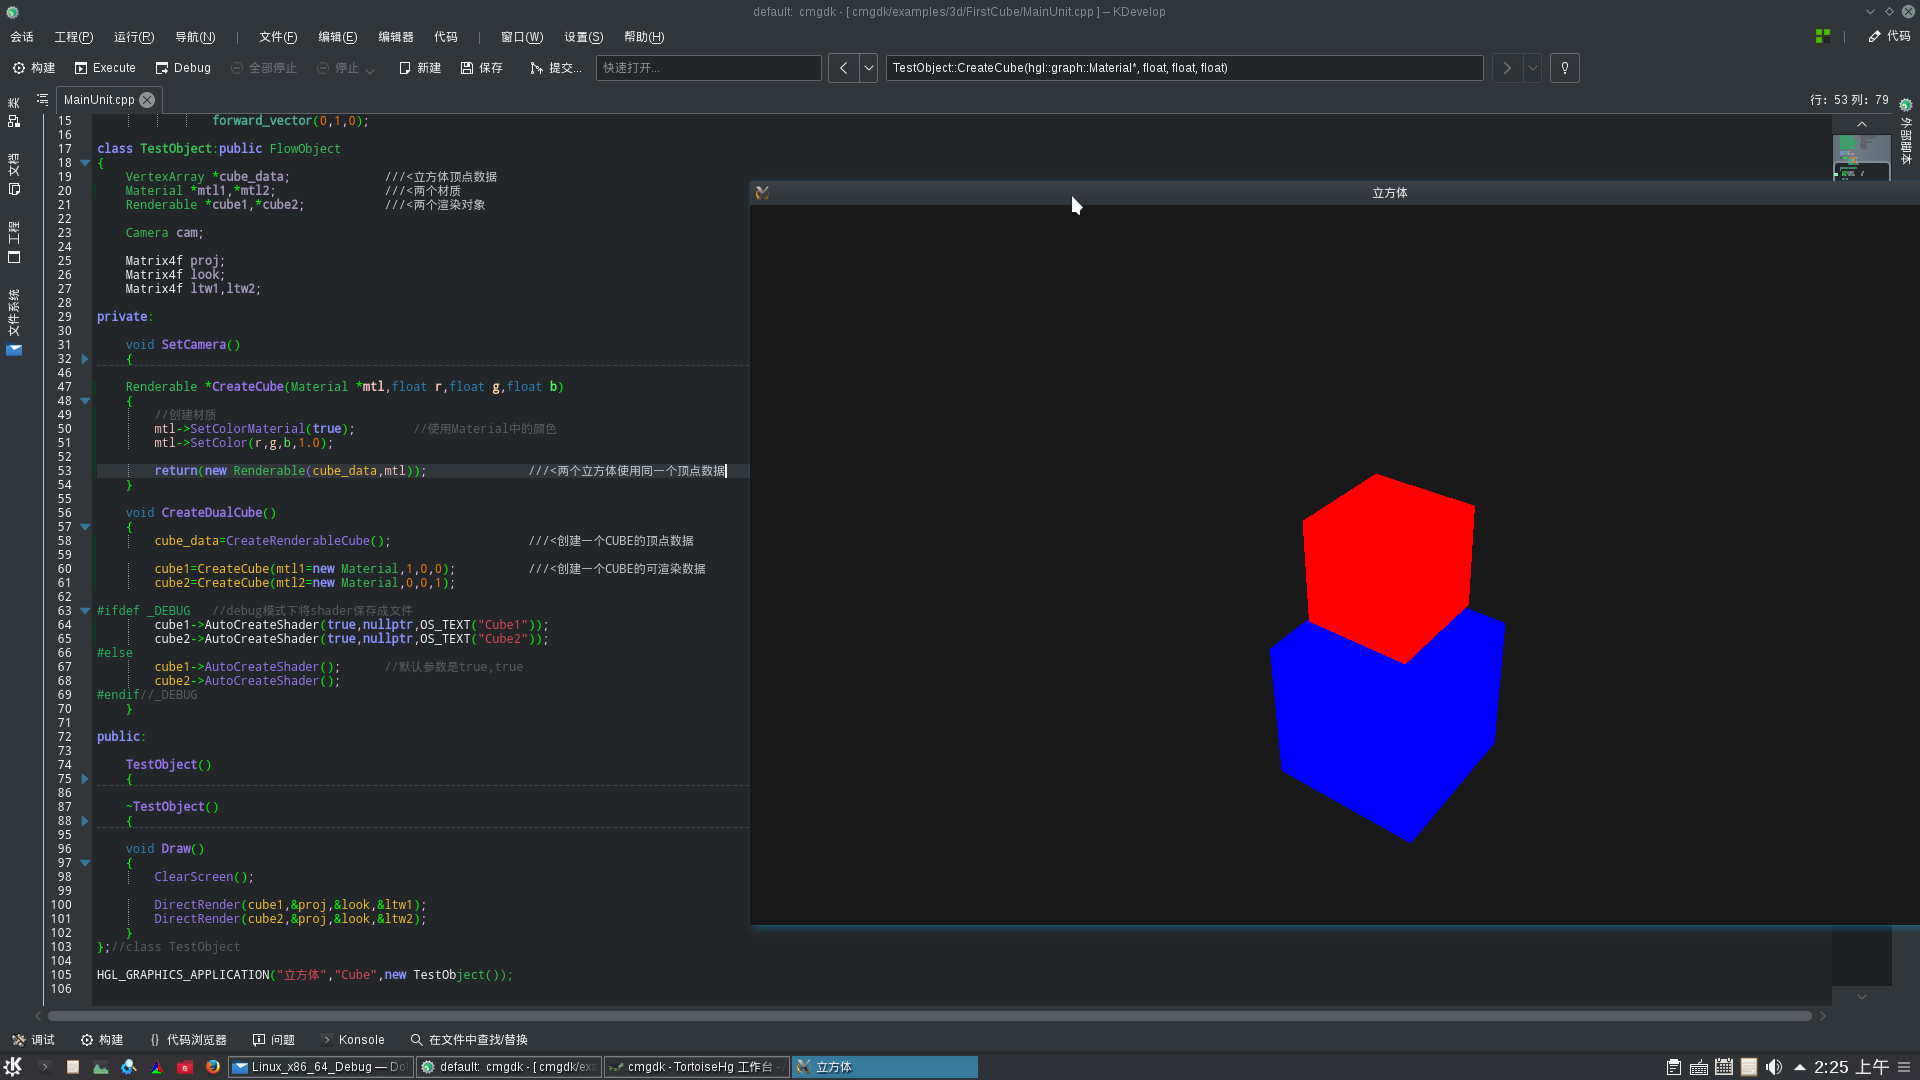 default: cmgdk - [ cmgdk/examples/3d/FirstCube/MainUnit.cpp ] — KDevelop
会话 工程(P) 运行(R) 导航(N) | 文件(F) 编辑(E) 编辑器 代码 | 窗口(W) 设置(S) 帮助(H) | 代码
构建 Execute Debug 全部停止 停止 新建 保存 提交... 快速打开... TestObject::CreateCube(hgl::graph::Material*, float, float, float)
MainUnit.cpp 行: 53 列: 79
类
文档
工程
文件系统
外部脚本
15 forward_vector(0,1,0);
16
17 class TestObject:public FlowObject
18 {
19 VertexArray *cube_data; ///<立方体顶点数据
20 Material *mtl1,*mtl2; ///<两个材质
21 Renderable *cube1,*cube2; ///<两个渲染对象
22
23 Camera cam;
24
25 Matrix4f proj;
26 Matrix4f look;
27 Matrix4f ltw1,ltw2;
28
29 private:
30
31 void SetCamera()
32 {
46
47 Renderable *CreateCube(Material *mtl,float r,float g,float b)
48 {
49 //创建材质
50 mtl->SetColorMaterial(true); //使用Material中的颜色
51 mtl->SetColor(r,g,b,1.0);
52
53 return(new Renderable(cube_data,mtl)); ///<两个立方体使用同一个顶点数据
54 }
55
56 void CreateDualCube()
57 {
58 cube_data=CreateRenderableCube(); ///<创建一个CUBE的顶点数据
59
60 cube1=CreateCube(mtl1=new Material,1,0,0); ///<创建一个CUBE的可渲染数据
61 cube2=CreateCube(mtl2=new Material,0,0,1);
62
63 #ifdef _DEBUG //debug模式下将shader保存成文件
64 cube1->AutoCreateShader(true,nullptr,OS_TEXT("Cube1"));
65 cube2->AutoCreateShader(true,nullptr,OS_TEXT("Cube2"));
66 #else
67 cube1->AutoCreateShader(); //默认参数是true,true
68 cube2->AutoCreateShader();
69 #endif//_DEBUG
70 }
71
72 public:
73
74 TestObject()
75 {
86
87 ~TestObject()
88 {
95
96 void Draw()
97 {
98 ClearScreen();
99
100 DirectRender(cube1,&proj,&look,&ltw1);
101 DirectRender(cube2,&proj,&look,&ltw2);
102 }
103 };//class TestObject
104
105 HGL_GRAPHICS_APPLICATION("立方体","Cube",new TestObject());
106
立方体
调试 构建 {} 代码浏览器 问题 Konsole 在文件中查找/替换
Linux_x86_64_Debug — Dol default: cmgdk - [ cmgdk/exa cmgdk - TortoiseHg 工作台 立方体 2:25 上午